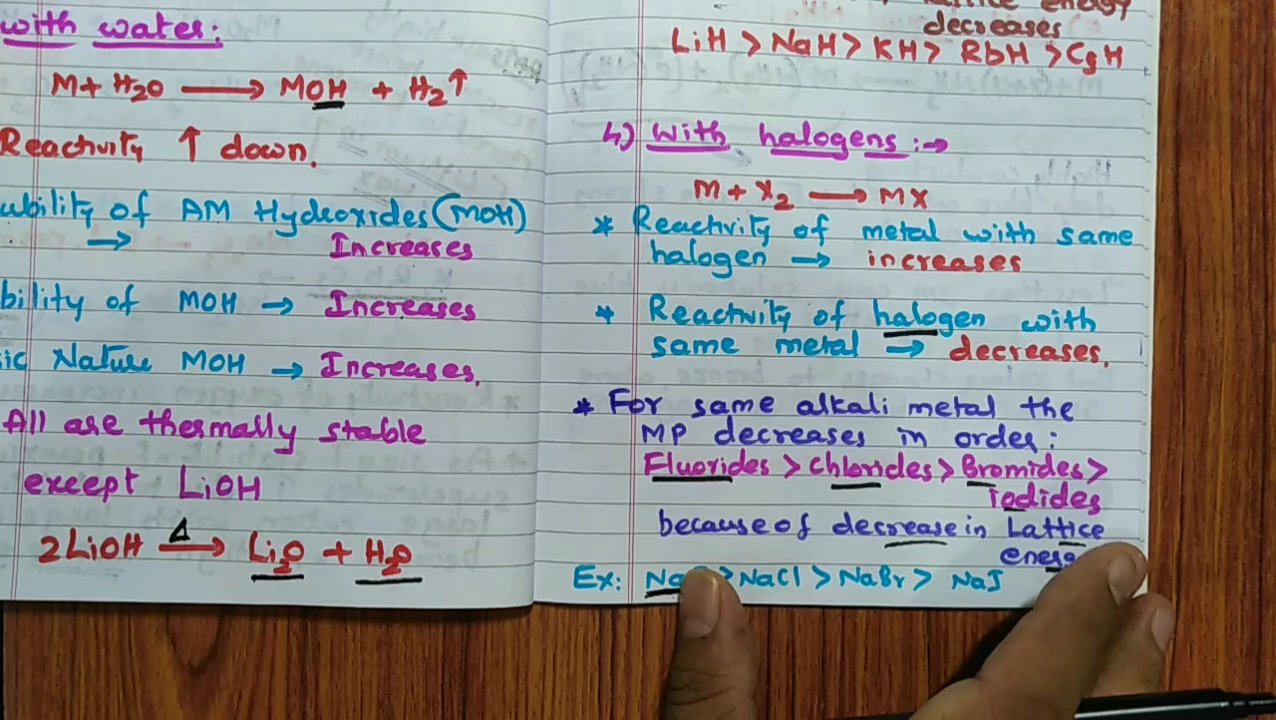 with water:
M + H2O ⟶ MOH + H2↑
Reactivity ↑ down.
ubility of AM Hydroxides (MOH)
→ Increases
bility of MOH → Increases
sic Nature MOH → Increases.
All are thermally stable
except LiOH
2LiOH —Δ→ Li2O + H2O
energy
decreases
LiH > NaH > KH > RbH > CsH
4) With halogens :→
M + X2 ⟶ MX
* Reactivity of metal with same
halogen → increases
* Reactivity of halogen with
same metal → decreases.
* For same alkali metal the
MP decreases in order:
Fluorides > Chlorides > Bromides >
iodides
because of decrease in Lattice
Ex: > NaCl > NaBr > NaI